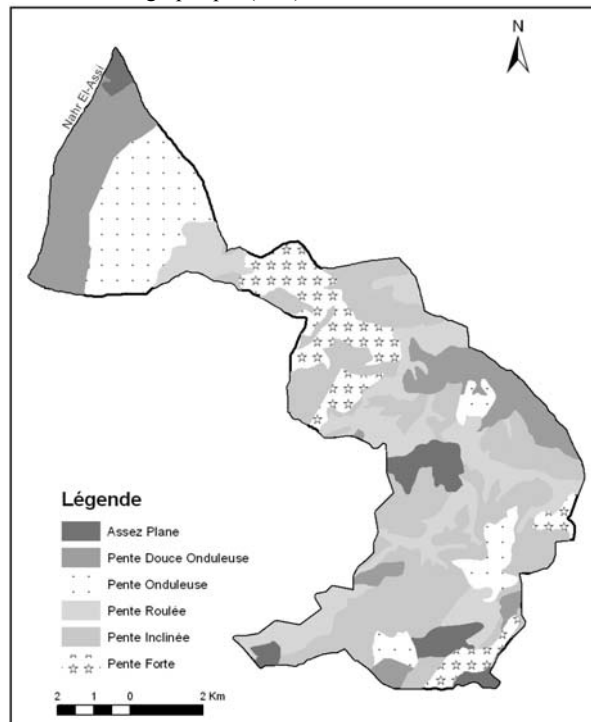 N
Nahr El-Assi
Légende
Assez Plane
Pente Douce Onduleuse
Pente Onduleuse
Pente Roulée
Pente Inclinée
Pente Forte
2 1 0 2 Km